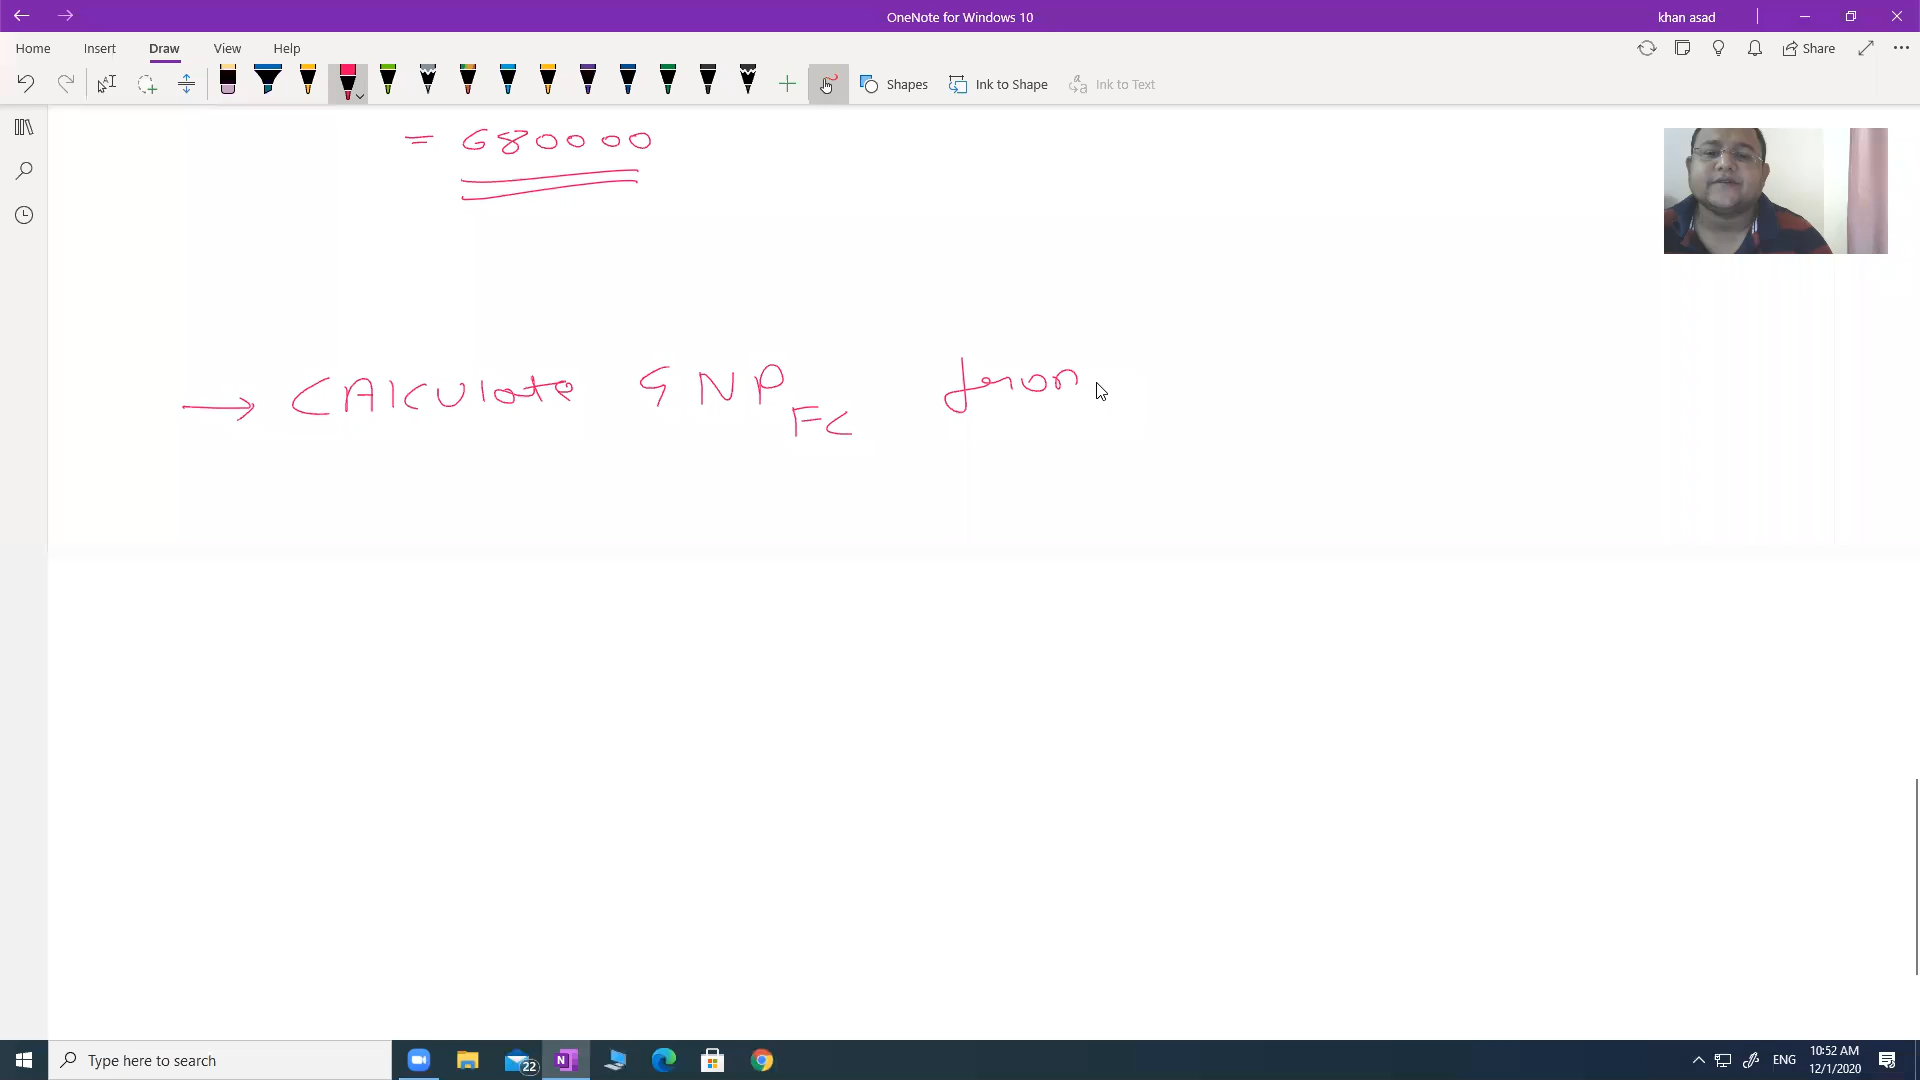 OneNote for Windows 10
khan asad
Home Insert Draw View Help
Share
Shapes Ink to Shape Ink to Text
= 680000
→ CAlculate GNP FC from
Type here to search
22
ENG
10:52 AM
12/1/2020